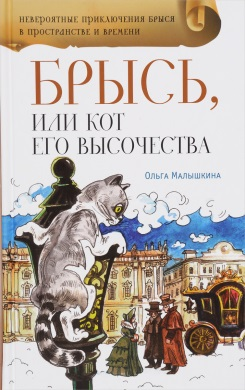 невероятные приключения брыся
в пространстве и времени
БРЫСЬ,
ИЛИ КОТ
ЕГО ВЫСОЧЕСТВА
Ольга Малышкина